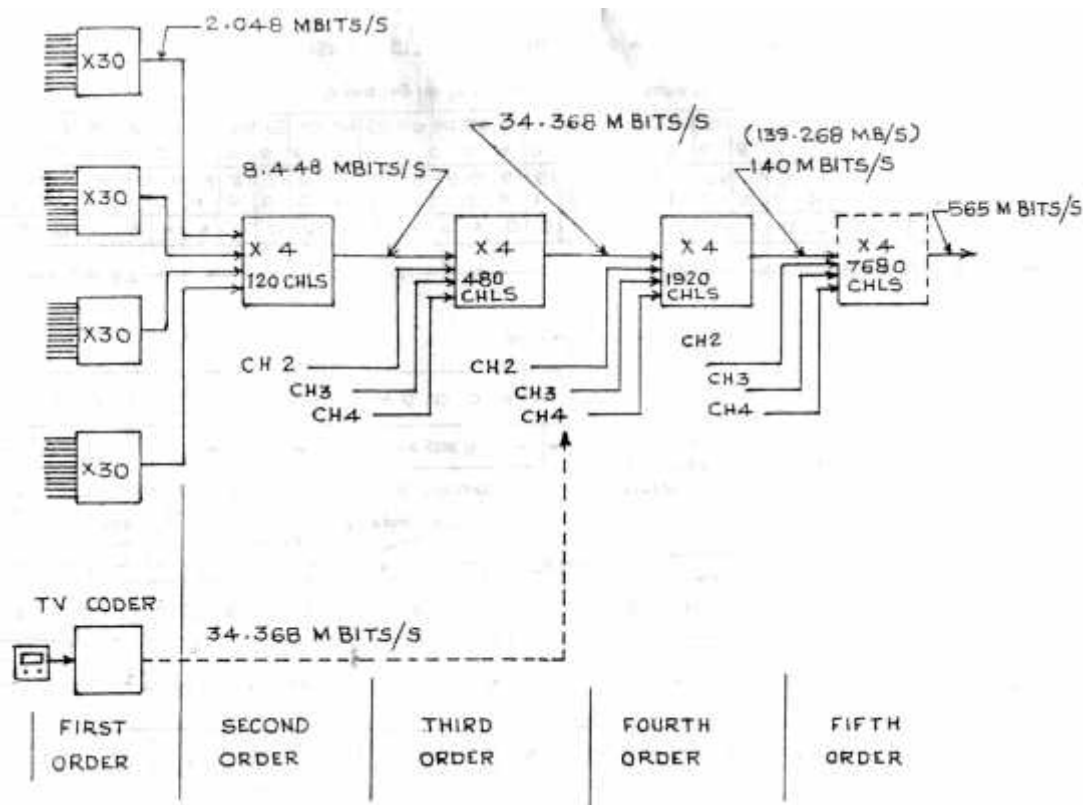 2.048 MBITS/S
X30
34.368 M BITS/S
(139.268 MB/S)
140 M BITS/S
8.448 MBITS/S
565 M BITS/S
X30
X 4
120 CHLS
X 4
480
CHLS
X 4
1920
CHLS
X 4
7680
CHLS
X30
CH 2
CH3
CH4
CH2
CH3
CH4
CH2
CH3
CH4
X30
TV CODER
34.368 M BITS/S
FIRST
ORDER
SECOND
ORDER
THIRD
ORDER
FOURTH
ORDER
FIFTH
ORDER